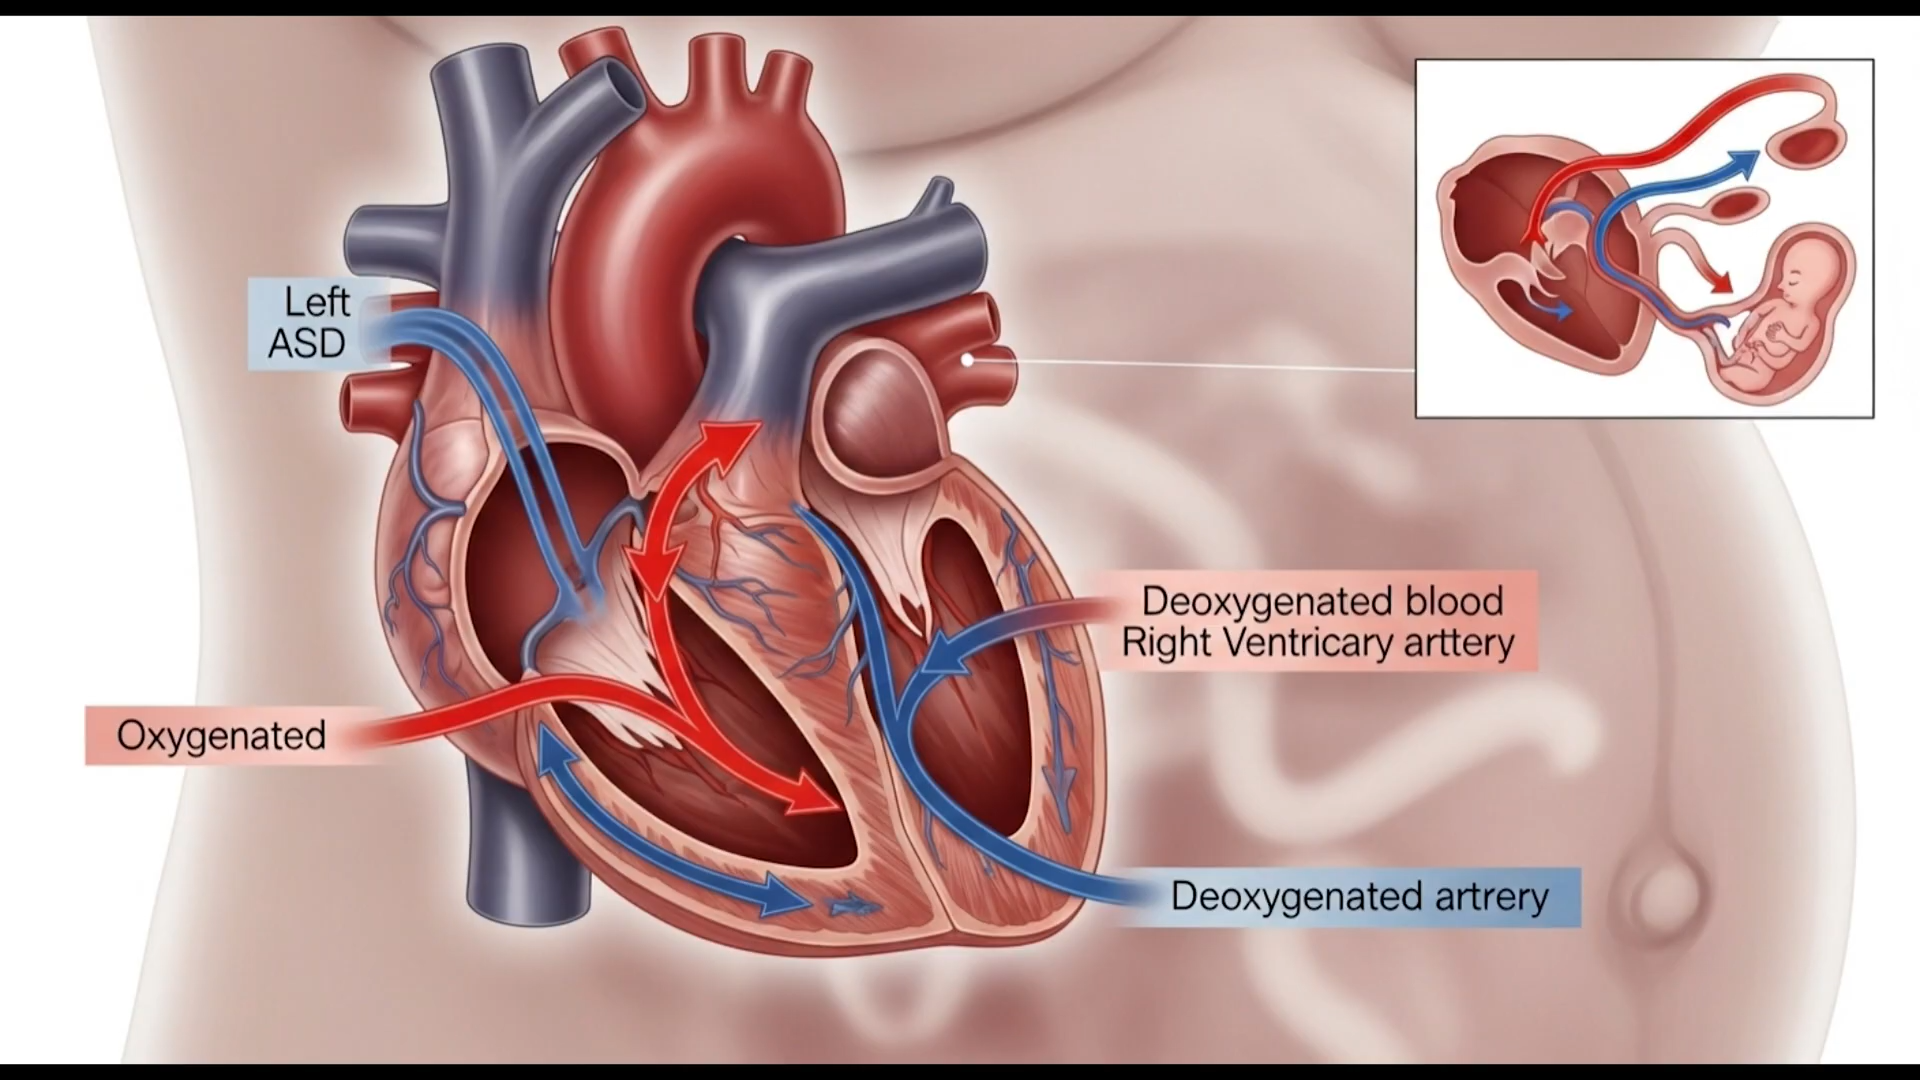 Left
ASD
Deoxygenated blood
Right Ventricary arttery
Oxygenated
Deoxygenated artrery